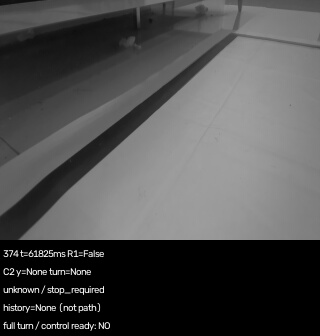 374 t=61825ms R1=False
C2 y=None turn=None
unknown / stop_required
history=None (not path)
full turn / control ready: NO